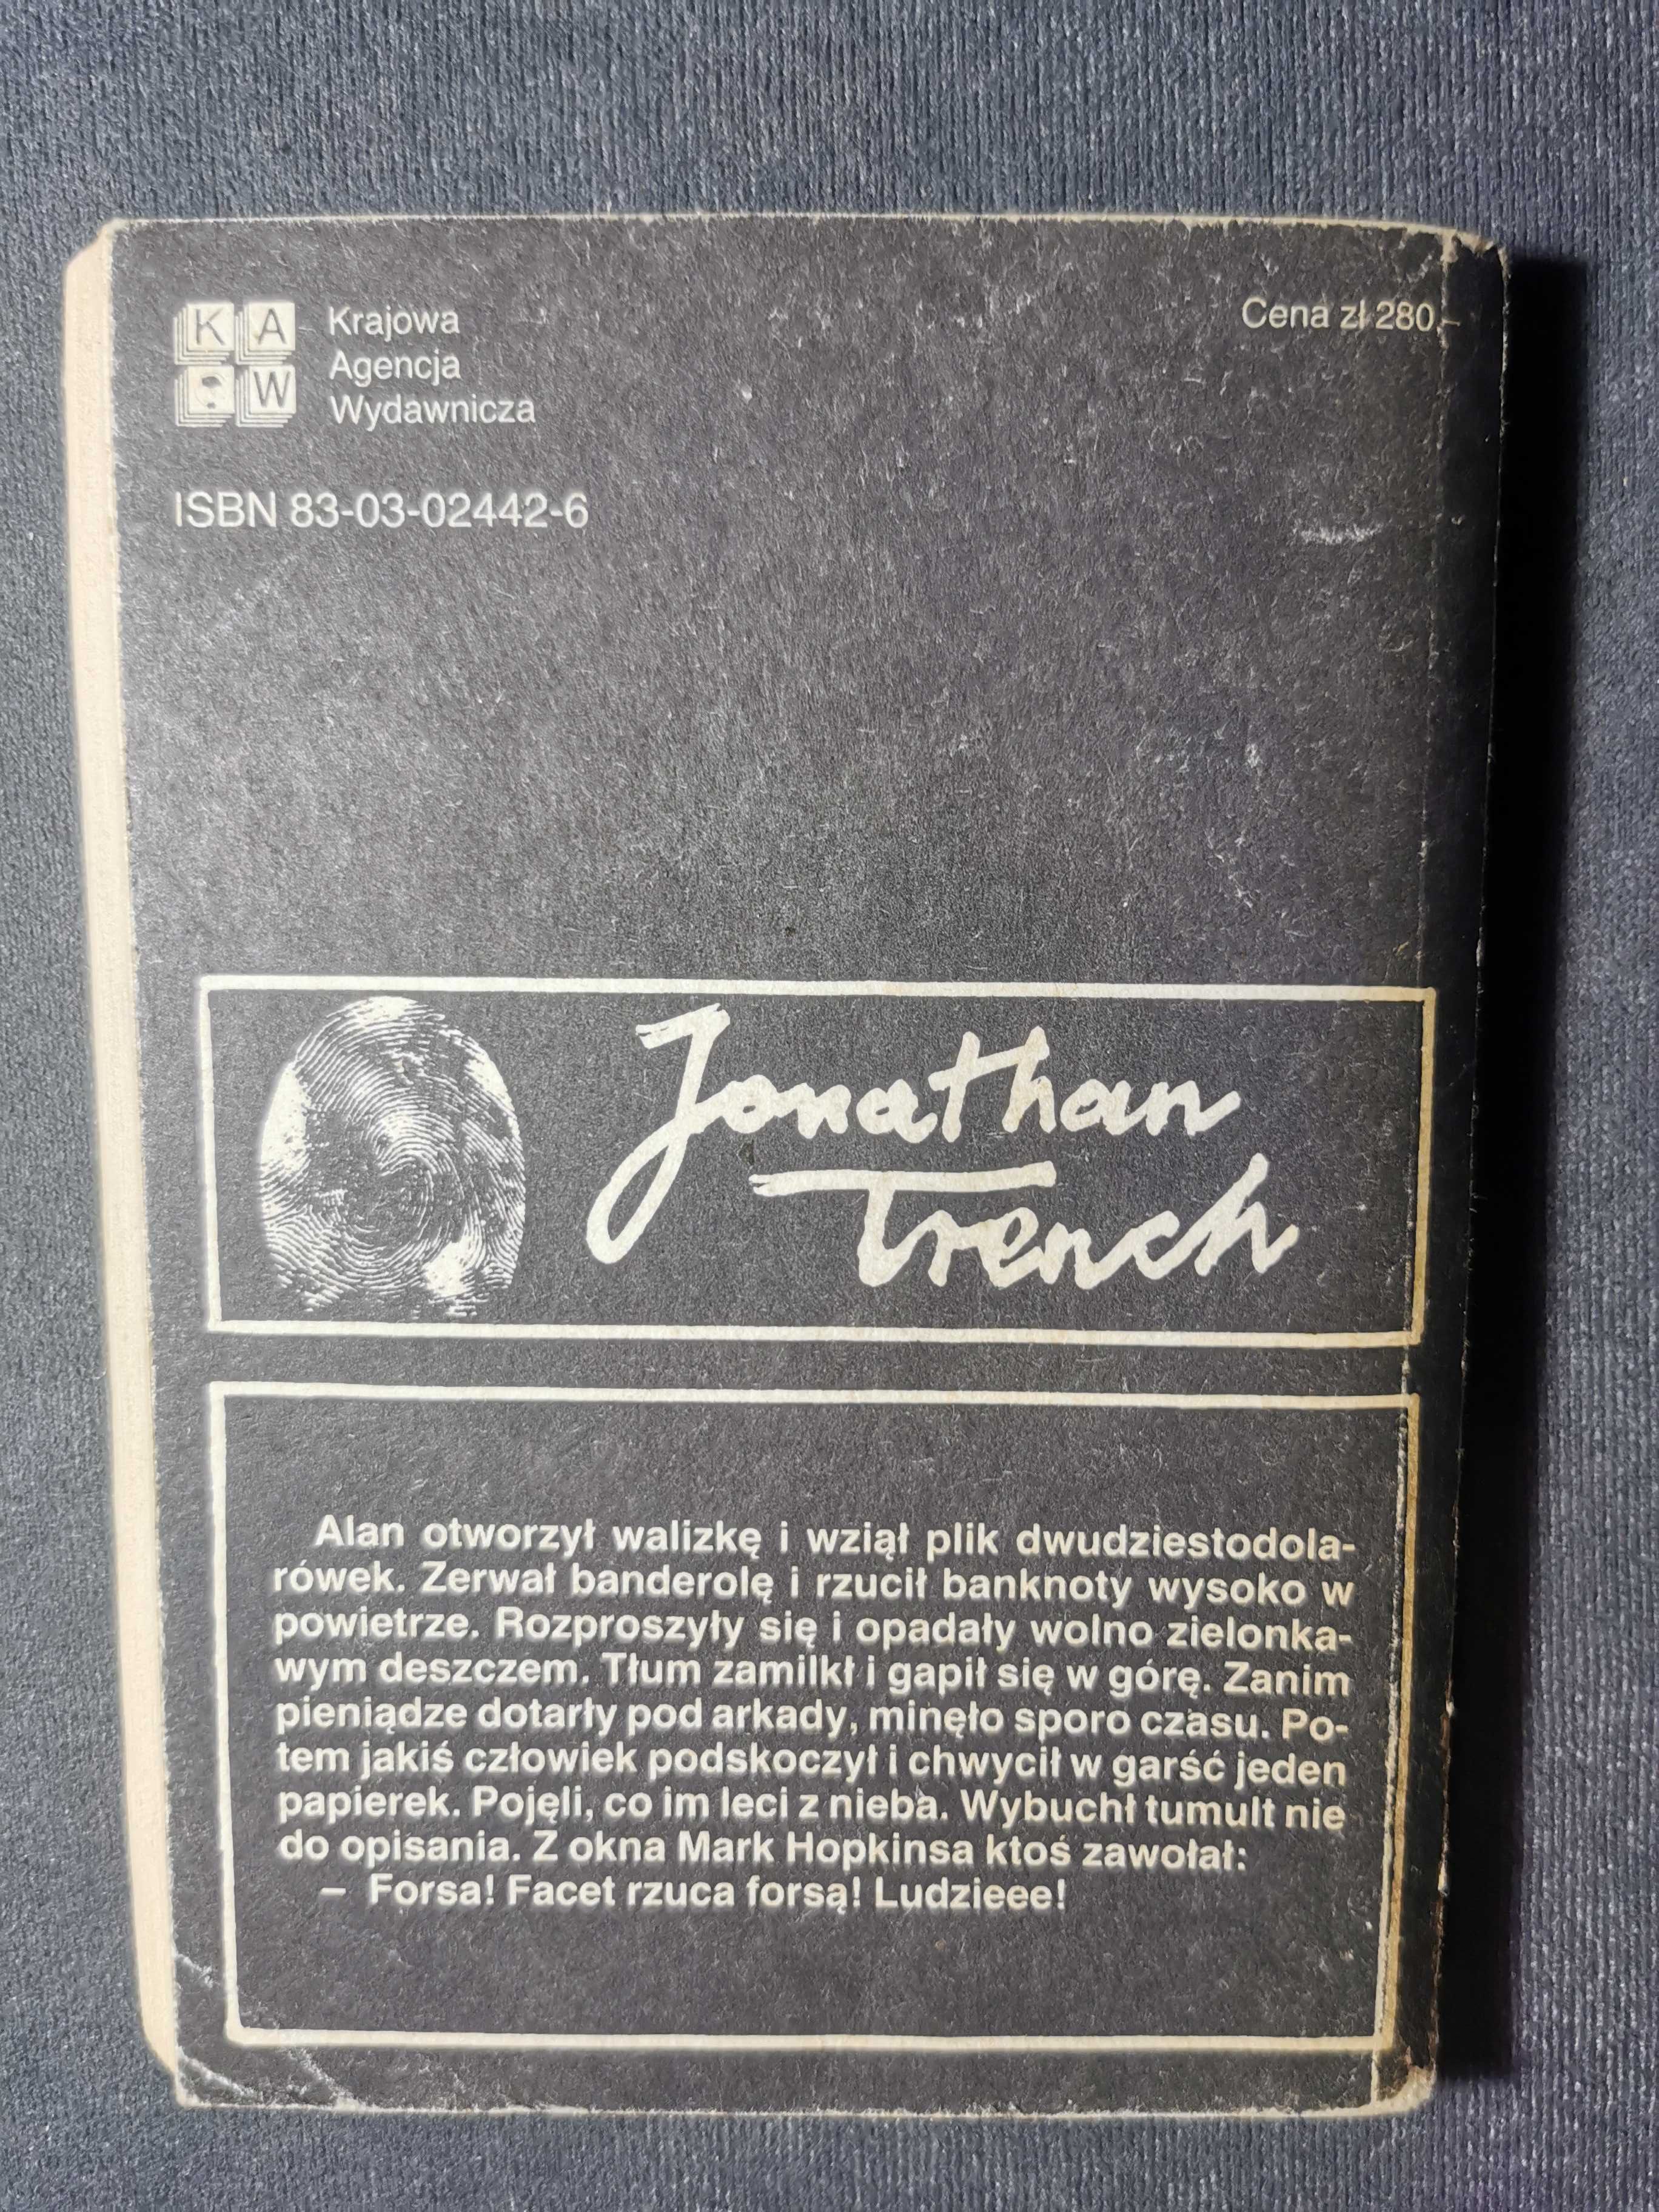 K A
W
Krajowa
Agencja
Wydawnicza
Cena zł 280,-
ISBN 83-03-02442-6
Jonathan
Trench
Alan otworzył walizkę i wziął plik dwudziestodola-
rówek. Zerwał banderolę i rzucił banknoty wysoko w
powietrze. Rozproszyły się i opadały wolno zielonka-
wym deszczem. Tłum zamilkł i gapił się w górę. Zanim
pieniądze dotarły pod arkady, minęło sporo czasu. Po-
tem jakiś człowiek podskoczył i chwycił w garść jeden
papierek. Pojęli, co im leci z nieba. Wybuchł tumult nie
do opisania. Z okna Mark Hopkinsa ktoś zawołał:
– Forsa! Facet rzuca forsą! Ludzieee!